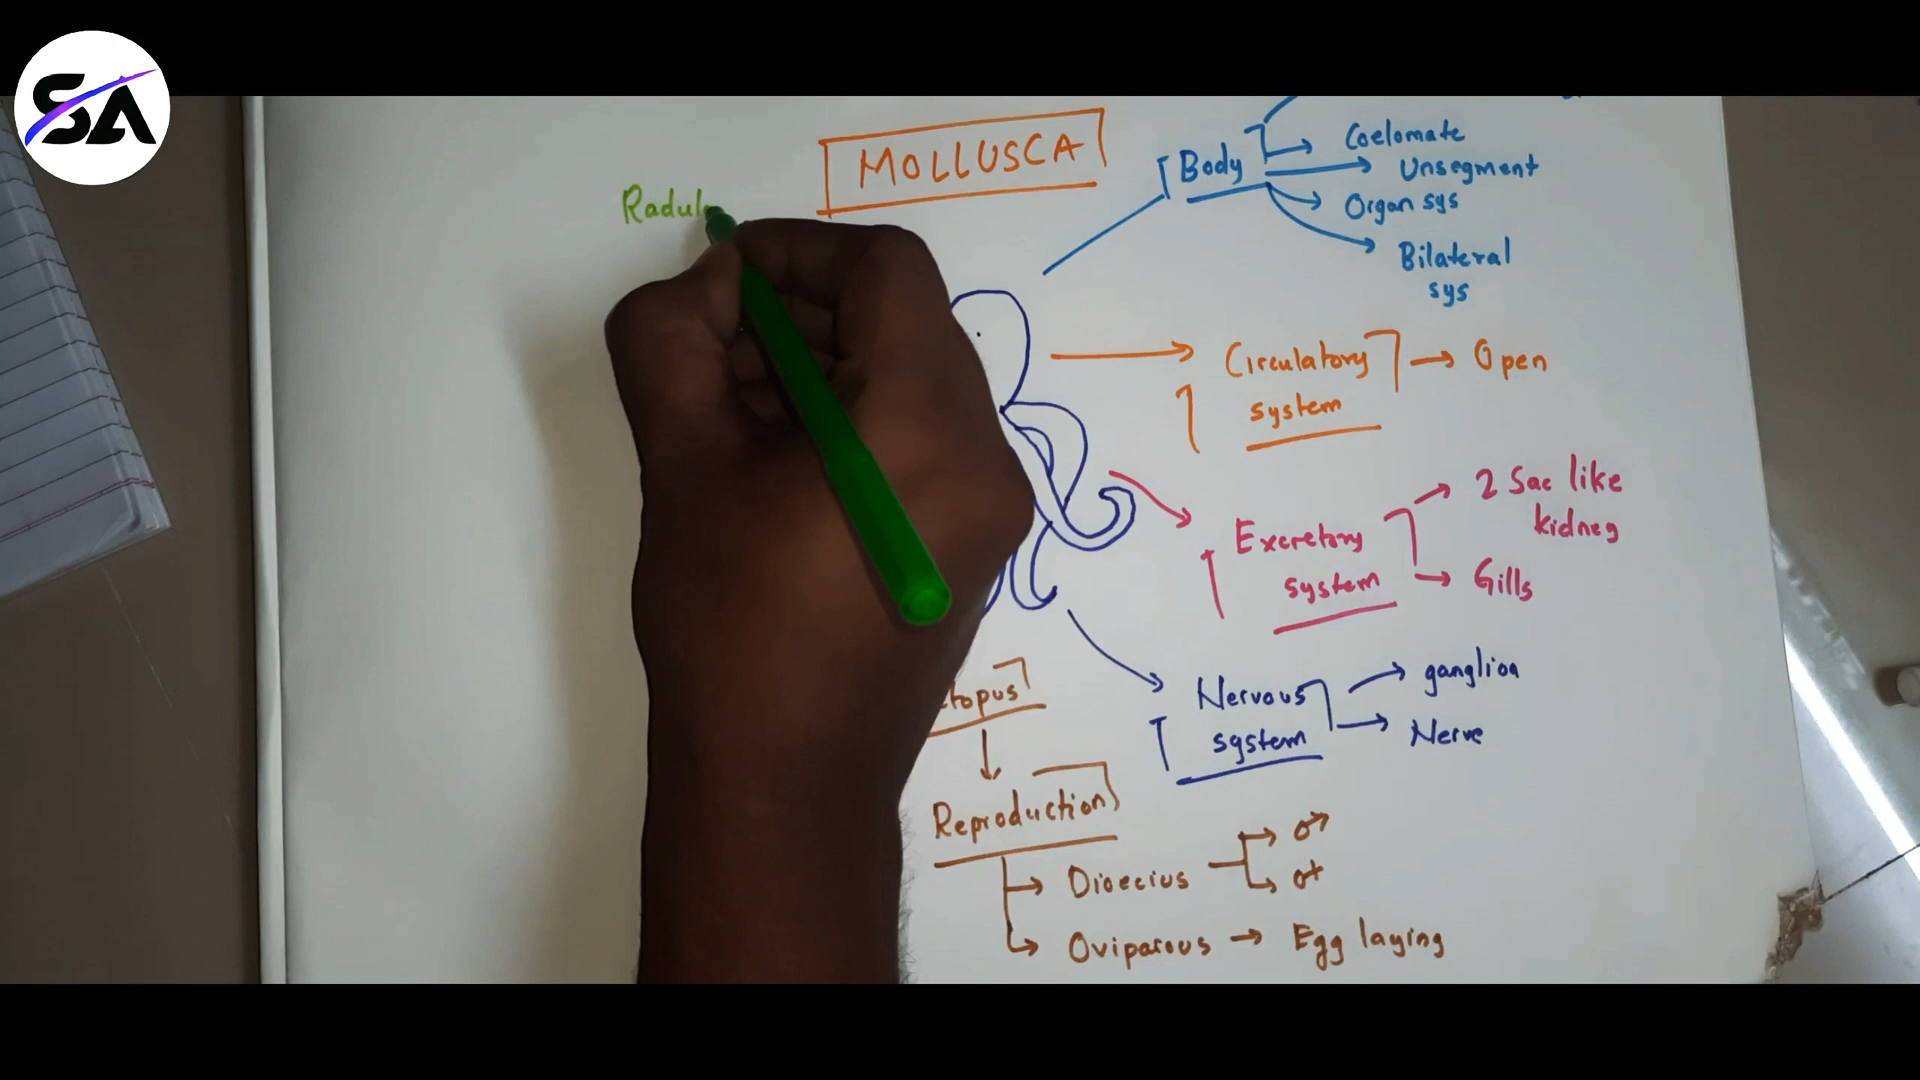 SA
MOLLUSCA
Radul
Body
Coelomate
Unsegment
Organ sys
Bilateral
sys
Circulatory
system
Open
Excretory
system
2 Sac like
kidney
Gills
Nervous
system
ganglion
Nerve
topus
Reproduction
Dioecius
Oviparous → Egg laying